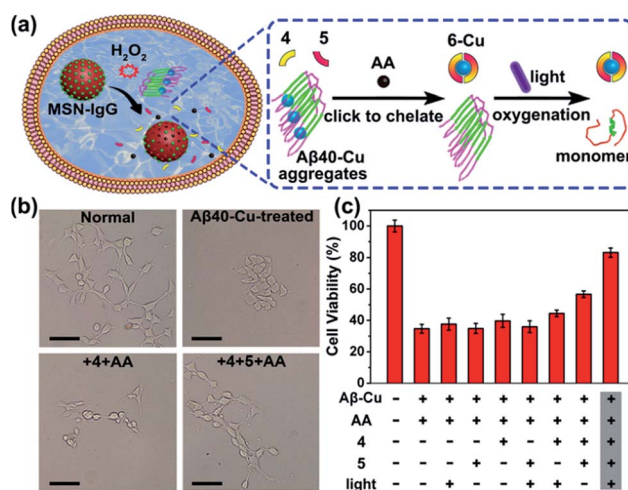 (a)
H2O2
MSN-IgG
4 5
AA
click to chelate
Aβ40-Cu
aggregates
6-Cu
light
oxygenation
monomer
(b)
Normal
Aβ40-Cu-treated
+4+AA
+4+5+AA
(c)
Cell Viability (%)
100
80
60
40
20
0
Aβ-Cu - + + + + + + + +
AA - + + + + + + + +
4 - - - - + - + + +
5 - - - + - + - + +
light - - + - - + + - +